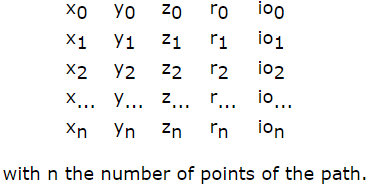 x0 y0 z0 r0 io0
x1 y1 z1 r1 io1
x2 y2 z2 r2 io2
x... y... z... r... io...
xn yn zn rn ion
with n the number of points of the path.